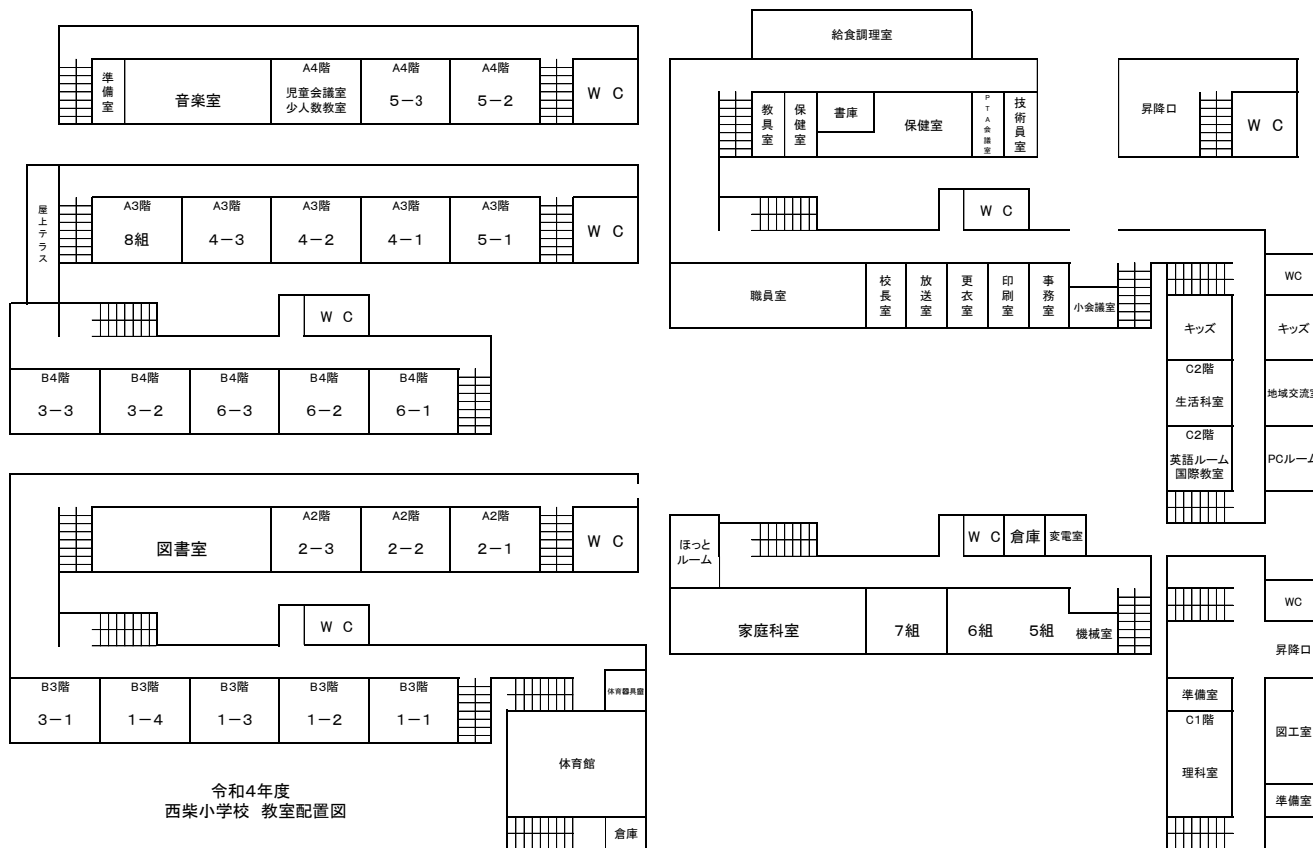 準備室
音楽室
A4階
児童会議室
少人数教室
A4階
5-3
A4階
5-2
W C
屋上テラス
A3階
8組
A3階
4-3
A3階
4-2
A3階
4-1
A3階
5-1
W C
W C
B4階
3-3
B4階
3-2
B4階
6-3
B4階
6-2
B4階
6-1
図書室
A2階
2-3
A2階
2-2
A2階
2-1
W C
W C
B3階
3-1
B3階
1-4
B3階
1-3
B3階
1-2
B3階
1-1
体育館
倉庫
令和4年度
西柴小学校 教室配置図
給食調理室
教具室
保健室
書庫
保健室
PTA会議室
技術員室
昇降口
W C
W C
職員室
校長室
放送室
更衣室
印刷室
事務室
小会議室
WC
キッズ
キッズ
C2階
生活科室
地域交流室
C2階
英語ルーム
国際教室
PCルーム
ほっと
ルーム
W C
倉庫
変電室
家庭科室
7組
6組
5組
機械室
WC
昇降口
準備室
C1階
理科室
図工室
準備室